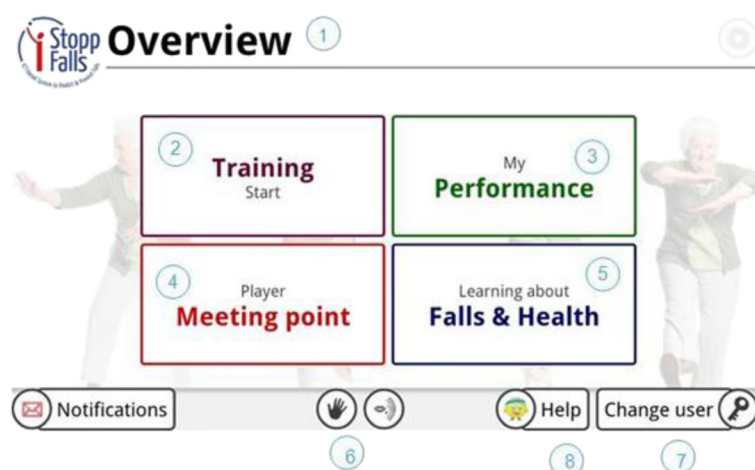 Stopp
Falls
Overview
1
2
Training
Start
My
3
Performance
4
Player
Meeting point
5
Learning about
Falls & Health
Notifications
Help
Change user
6
8
7